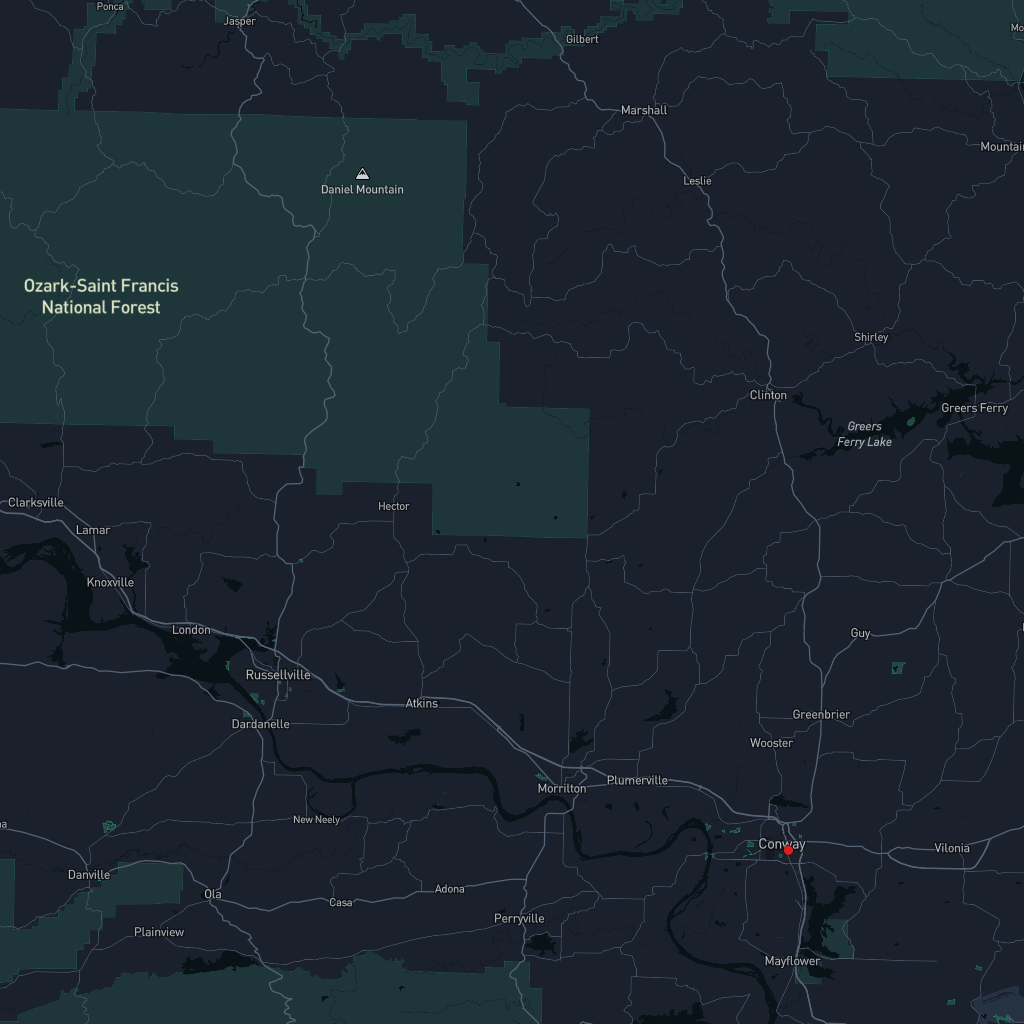 Ponca
Jasper
Gilbert
Mo
Marshall
Mountain
Daniel Mountain
Leslie
Ozark-Saint Francis
National Forest
Shirley
Clinton
Greers Ferry
Greers
Ferry Lake
Clarksville
Hector
Lamar
Knoxville
London
Guy
Russellville
Atkins
Greenbrier
Dardanelle
Wooster
Plumerville
Morrilton
New Neely
Conway
Vilonia
Danville
Adona
Ola
Casa
Perryville
Plainview
Mayflower